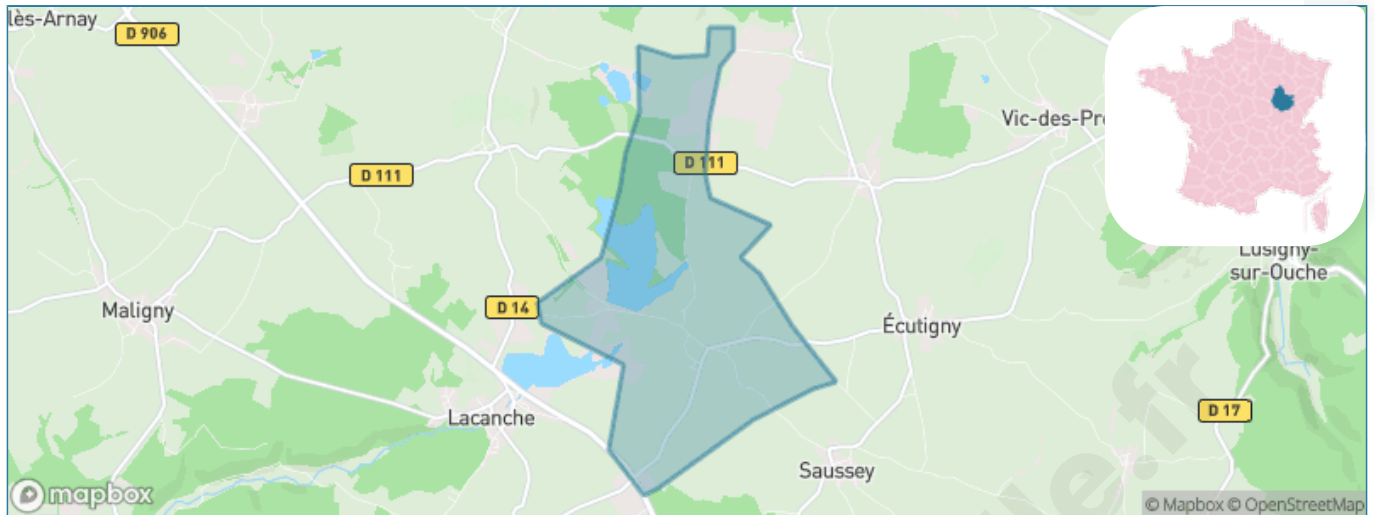 lès-Arnay
D 906
Vic-des-Pr
D 111
D 111
Lusigny-
sur-Ouche
Maligny
D 14
Écutigny
Lacanche
D 17
Saussey
mapbox
© Mapbox © OpenStreetMap